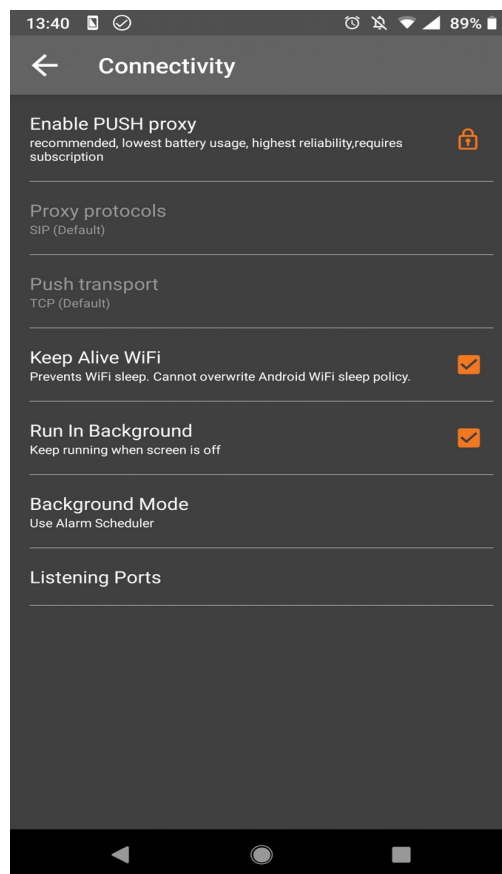 13:40 89%
Connectivity
Enable PUSH proxy
recommended, lowest battery usage, highest reliability,requires
subscription
Proxy protocols
SIP (Default)
Push transport
TCP (Default)
Keep Alive WiFi
Prevents WiFi sleep. Cannot overwrite Android WiFi sleep policy.
Run In Background
Keep running when screen is off
Background Mode
Use Alarm Scheduler
Listening Ports